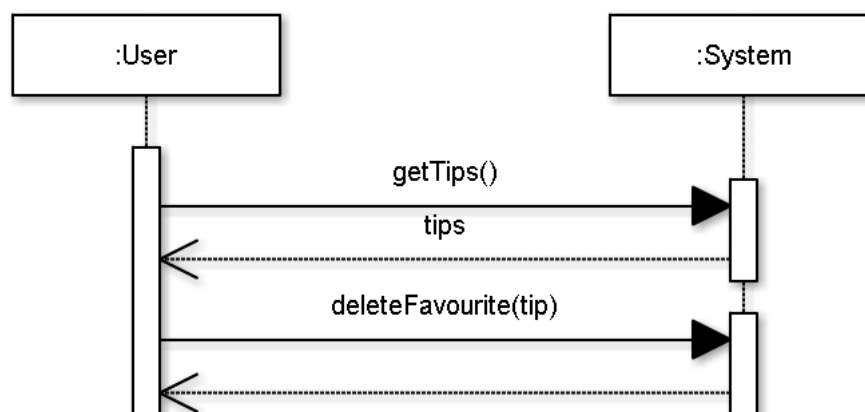 :User
:System
getTips()
tips
deleteFavourite(tip)